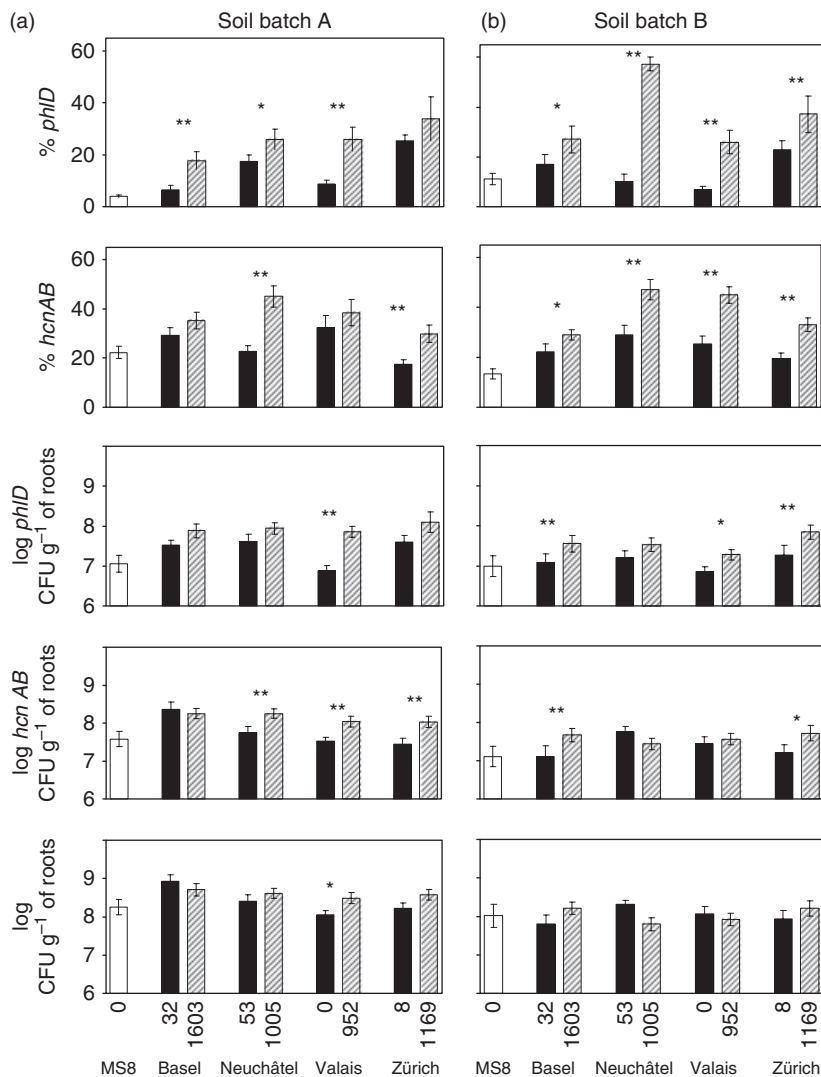 (a) Soil batch A
(b) Soil batch B
% phlD
60
40
20
0
** * **
* ** ** **
% hcnAB
60
40
20
0
** **
* ** ** **
log phlD
CFU g⁻¹ of roots
9
8
7
6
**
** * **
log hcn AB
CFU g⁻¹ of roots
9
8
7
6
** ** **
** *
log
CFU g⁻¹ of roots
9
8
7
6
*
0 32 1603 53 1005 0 952 8 1169
0 32 1603 53 1005 0 952 8 1169
MS8 Basel Neuchâtel Valais Zürich
MS8 Basel Neuchâtel Valais Zürich